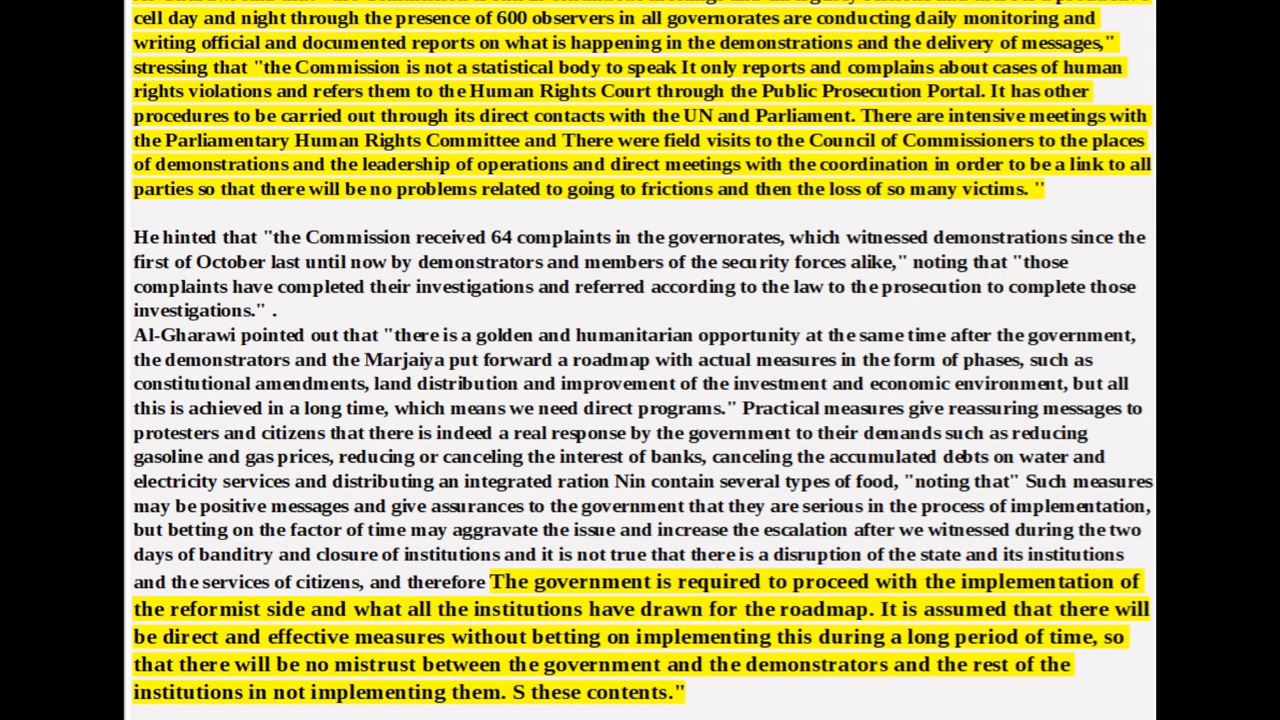 cell day and night through the presence of 600 observers in all governorates are conducting daily monitoring and
writing official and documented reports on what is happening in the demonstrations and the delivery of messages,"
stressing that "the Commission is not a statistical body to speak It only reports and complains about cases of human
rights violations and refers them to the Human Rights Court through the Public Prosecution Portal. It has other
procedures to be carried out through its direct contacts with the UN and Parliament. There are intensive meetings with
the Parliamentary Human Rights Committee and There were field visits to the Council of Commissioners to the places
of demonstrations and the leadership of operations and direct meetings with the coordination in order to be a link to all
parties so that there will be no problems related to going to frictions and then the loss of so many victims. "
He hinted that "the Commission received 64 complaints in the governorates, which witnessed demonstrations since the
first of October last until now by demonstrators and members of the security forces alike," noting that "those
complaints have completed their investigations and referred according to the law to the prosecution to complete those
investigations." .
Al-Gharawi pointed out that "there is a golden and humanitarian opportunity at the same time after the government,
the demonstrators and the Marjaiya put forward a roadmap with actual measures in the form of phases, such as
constitutional amendments, land distribution and improvement of the investment and economic environment, but all
this is achieved in a long time, which means we need direct programs." Practical measures give reassuring messages to
protesters and citizens that there is indeed a real response by the government to their demands such as reducing
gasoline and gas prices, reducing or canceling the interest of banks, canceling the accumulated debts on water and
electricity services and distributing an integrated ration Nin contain several types of food, "noting that" Such measures
may be positive messages and give assurances to the government that they are serious in the process of implementation,
but betting on the factor of time may aggravate the issue and increase the escalation after we witnessed during the two
days of banditry and closure of institutions and it is not true that there is a disruption of the state and its institutions
and the services of citizens, and therefore The government is required to proceed with the implementation of
the reformist side and what all the institutions have drawn for the roadmap. It is assumed that there will
be direct and effective measures without betting on implementing this during a long period of time, so
that there will be no mistrust between the government and the demonstrators and the rest of the
institutions in not implementing them. S these contents."